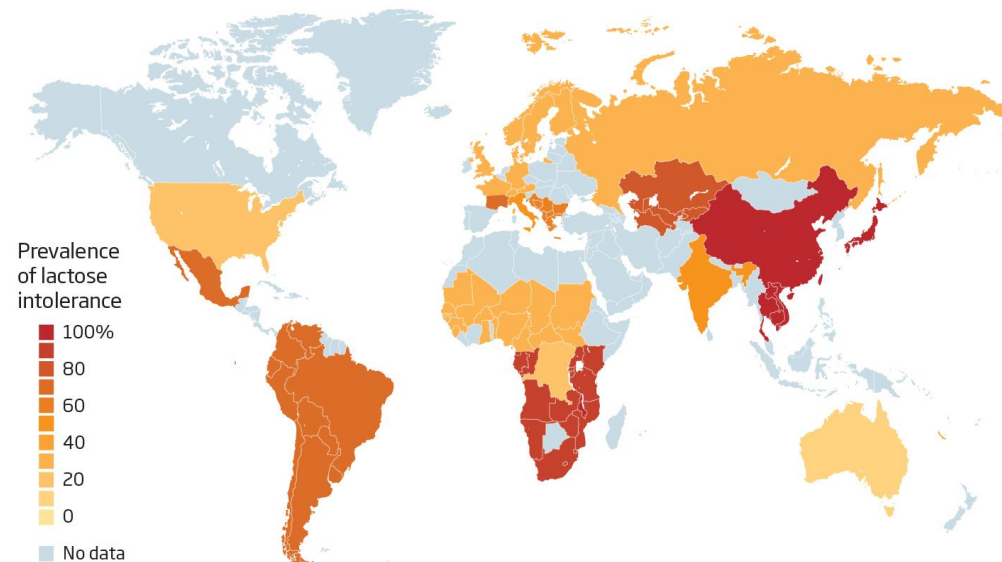 Prevalence
of lactose
intolerance
100%
80
60
40
20
0
No data